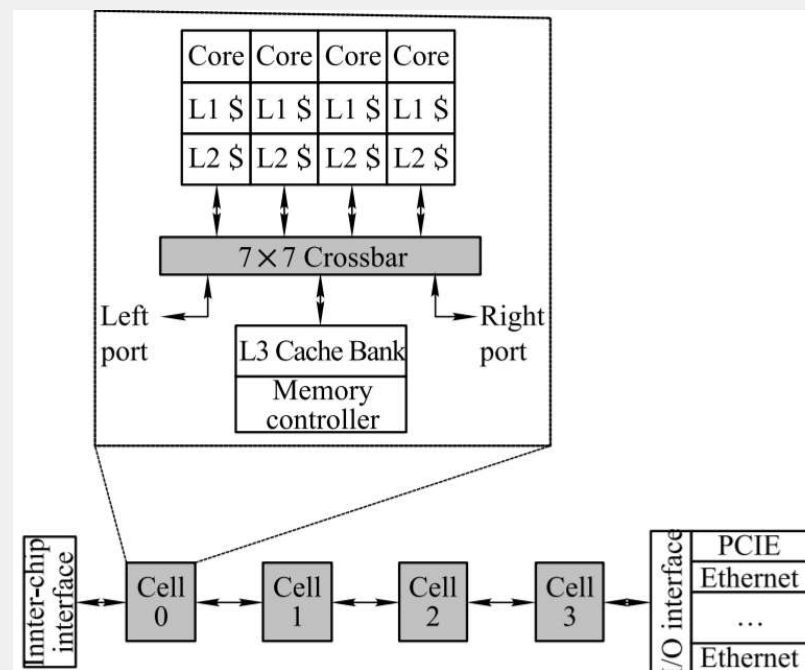 Core Core Core Core
L1 $ L1 $ L1 $ L1 $
L2 $ L2 $ L2 $ L2 $
7×7 Crossbar
Left
port
Right
port
L3 Cache Bank
Memory
controller
Innter-chip
interface
Cell
0
Cell
1
Cell
2
Cell
3
I/O interface
PCIE
Ethernet
...
Ethernet